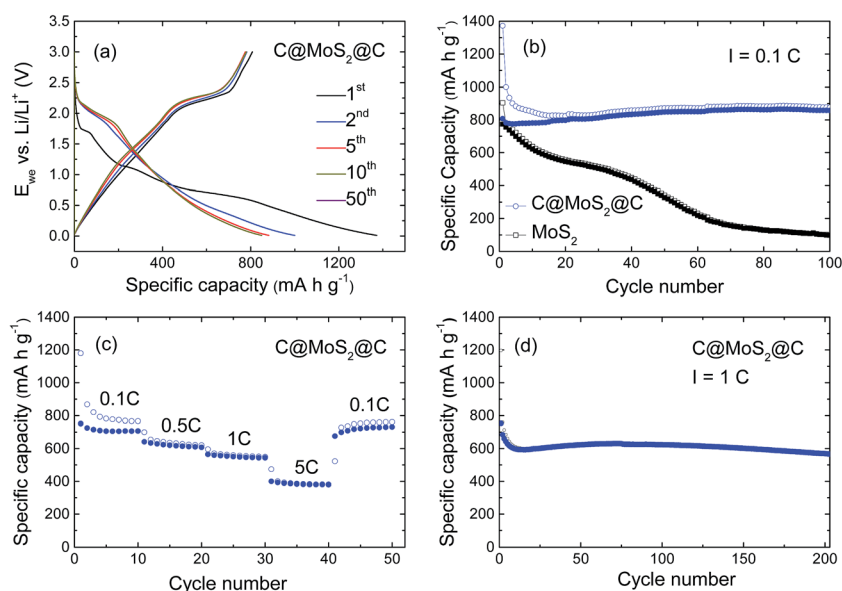 (a)
C@MoS₂@C
3.0
2.5
2.0
1.5
1.0
0.5
0.0
E_we vs. Li/Li⁺ (V)
1ˢᵗ
2ⁿᵈ
5ᵗʰ
10ᵗʰ
50ᵗʰ
0 400 800 1200
Specific capacity (mA h g⁻¹)
(b)
I = 0.1 C
1400
1200
1000
800
600
400
200
0
Specific Capacity (mA h g⁻¹)
C@MoS₂@C
MoS₂
0 20 40 60 80 100
Cycle number
(c)
C@MoS₂@C
1400
1200
1000
800
600
400
200
0
Specific capacity (mA h g⁻¹)
0.1C
0.5C
1C
5C
0.1C
0 10 20 30 40 50
Cycle number
(d)
C@MoS₂@C
I = 1 C
1400
1200
1000
800
600
400
200
0
Specific capacity (mA h g⁻¹)
0 25 50 75 100 125 150 175 200
Cycle number